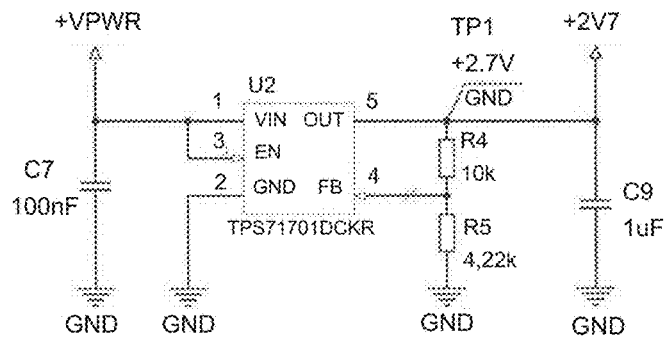 +VPWR
TP1
+2V7
+2.7V
GND
U2
1
VIN
OUT
5
3
EN
R4
10k
C7
100nF
2
GND
FB
4
C9
1uF
TPS71701DCKR
R5
4,22k
GND
GND
GND
GND